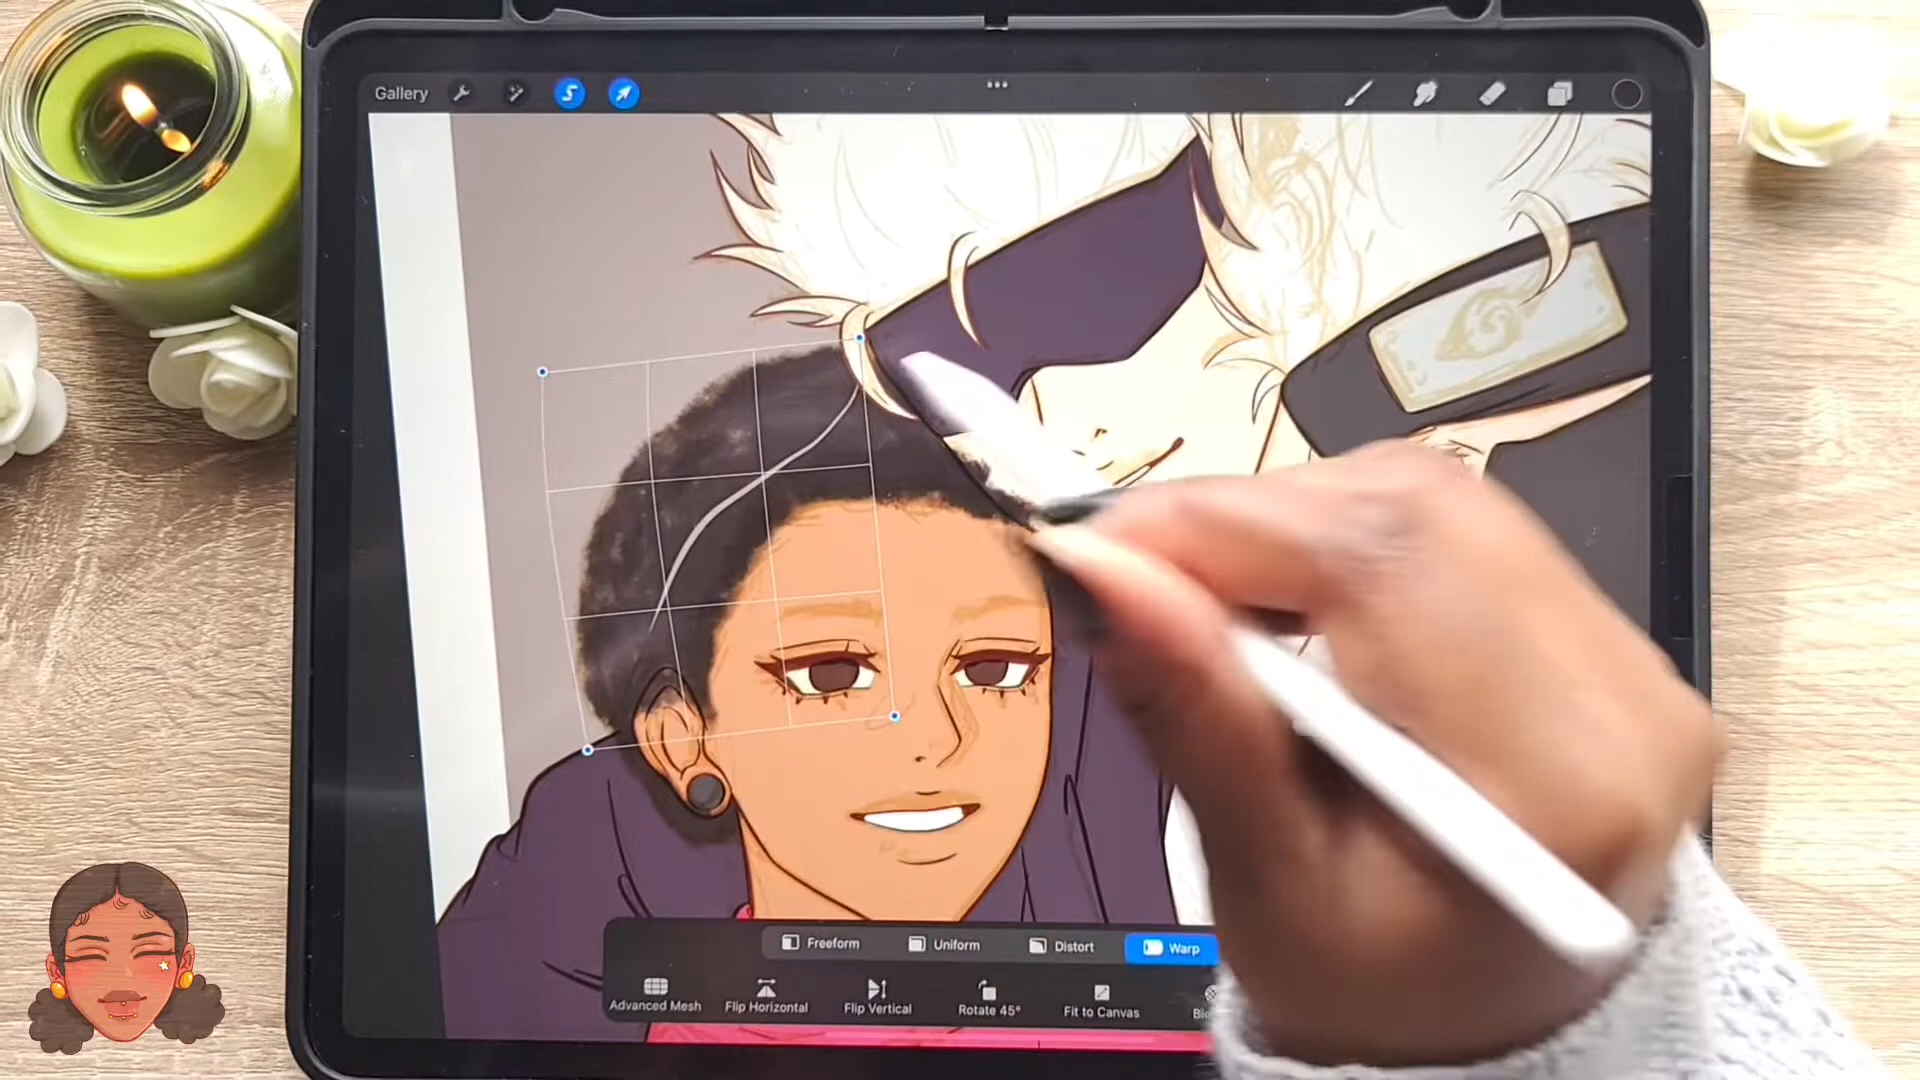 Gallery
Freeform Uniform Distort Warp
Advanced Mesh Flip Horizontal Flip Vertical Rotate 45° Fit to Canvas